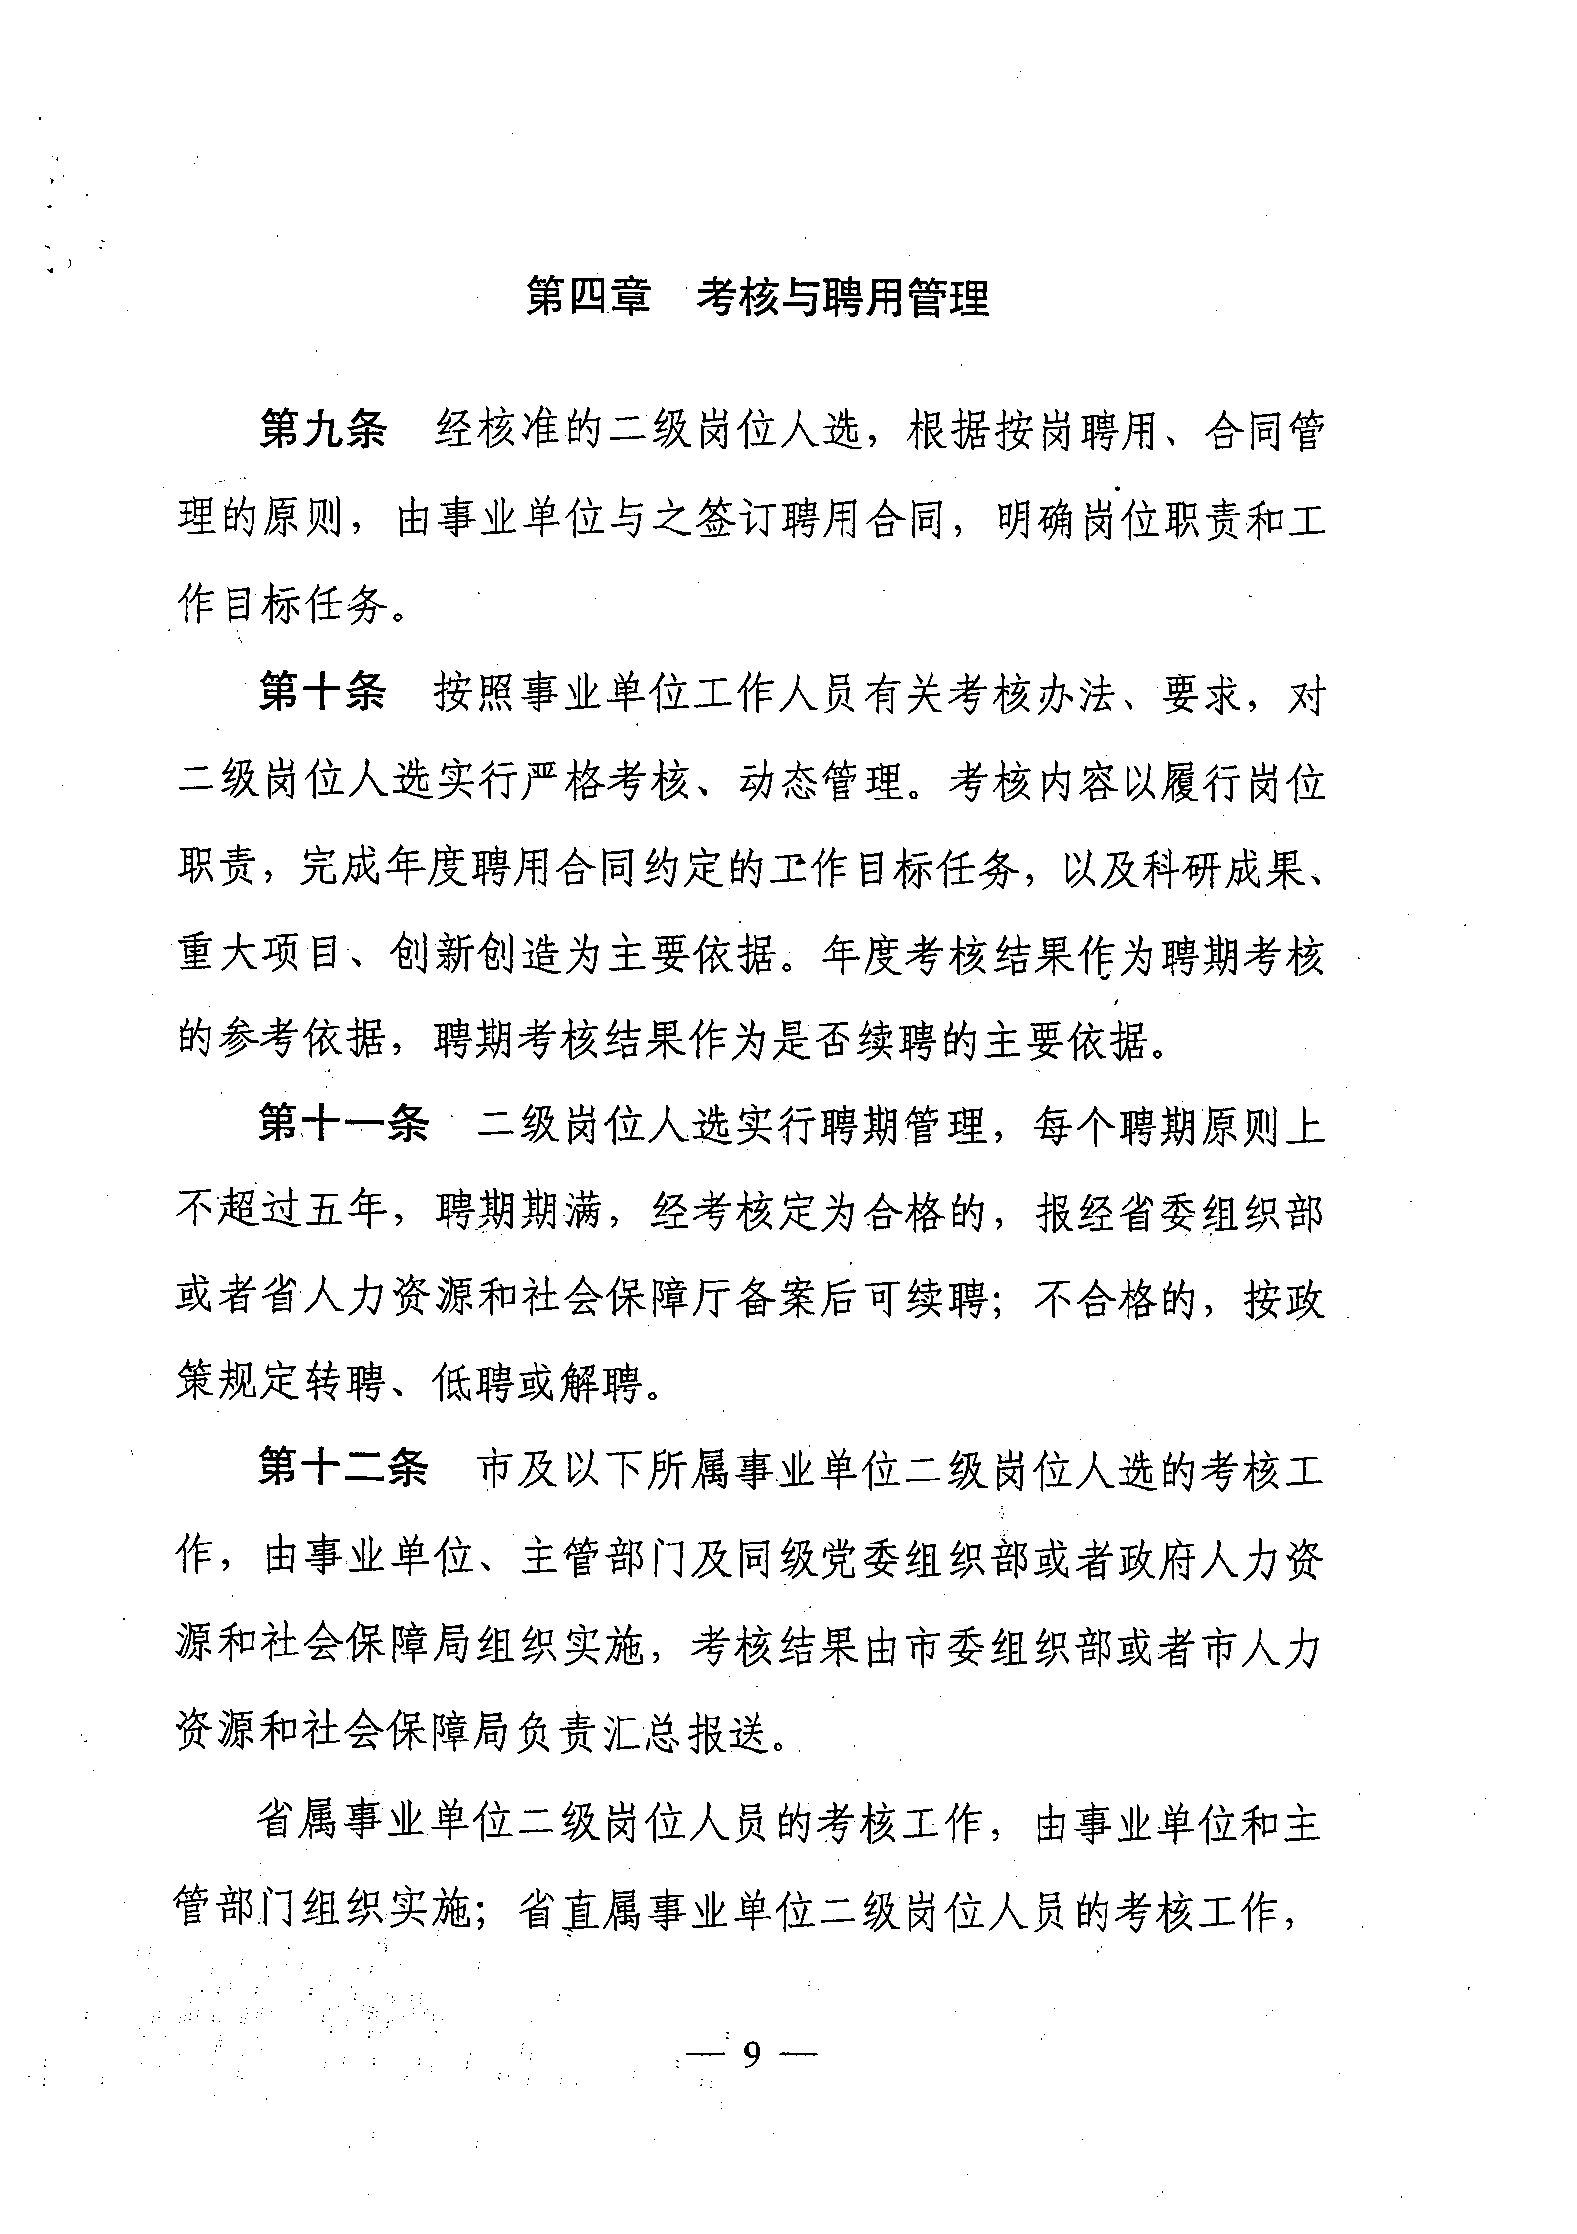 第四章　考核与聘用管理
第九条　经核准的二级岗位人选，根据按岗聘用、合同管
理的原则，由事业单位与之签订聘用合同，明确岗位职责和工
作目标任务。
第十条　按照事业单位工作人员有关考核办法、要求，对
二级岗位人选实行严格考核、动态管理。考核内容以履行岗位
职责，完成年度聘用合同约定的工作目标任务，以及科研成果、
重大项目、创新创造为主要依据。年度考核结果作为聘期考核
的参考依据，聘期考核结果作为是否续聘的主要依据。
第十一条　二级岗位人选实行聘期管理，每个聘期原则上
不超过五年，聘期期满，经考核定为合格的，报经省委组织部
或者省人力资源和社会保障厅备案后可续聘；不合格的，按政
策规定转聘、低聘或解聘。
第十二条　市及以下所属事业单位二级岗位人选的考核工
作，由事业单位、主管部门及同级党委组织部或者政府人力资
源和社会保障局组织实施，考核结果由市委组织部或者市人力
资源和社会保障局负责汇总报送。
省属事业单位二级岗位人员的考核工作，由事业单位和主
管部门组织实施；省直属事业单位二级岗位人员的考核工作，
— 9 —